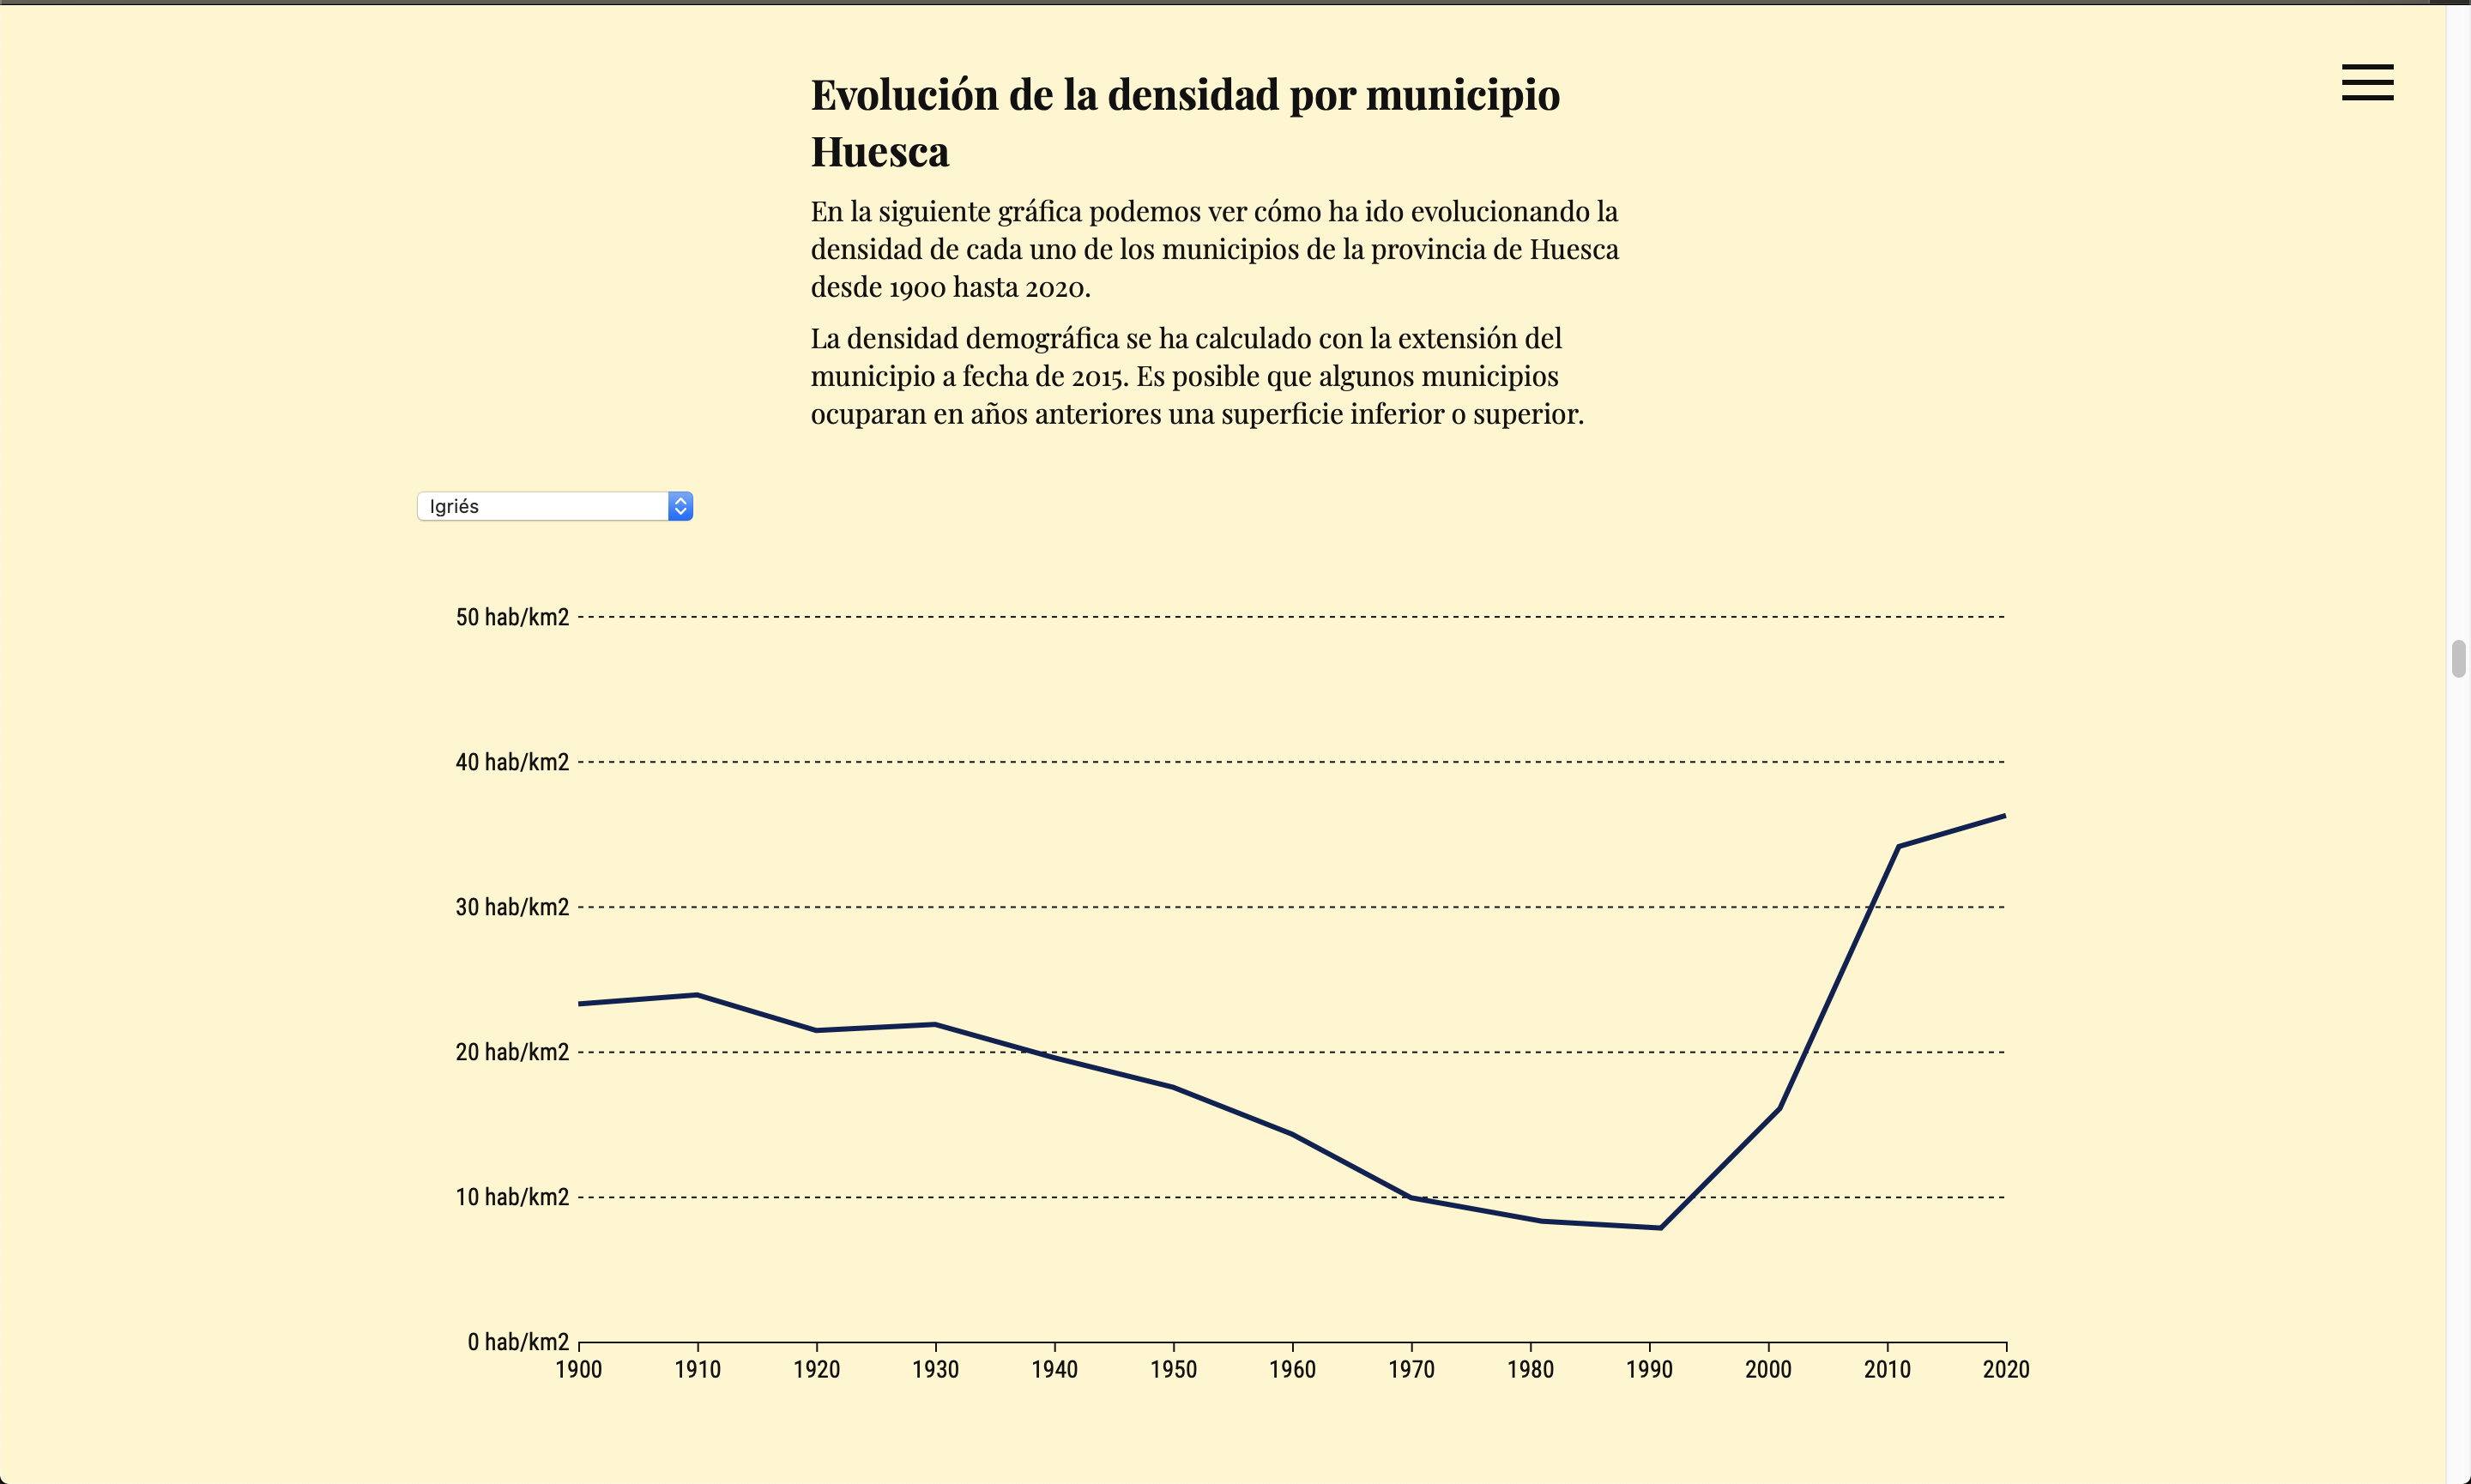 Evolución de la densidad por municipio
Huesca
En la siguiente gráfica podemos ver cómo ha ido evolucionando la
densidad de cada uno de los municipios de la provincia de Huesca
desde 1900 hasta 2020.
La densidad demográfica se ha calculado con la extensión del
municipio a fecha de 2015. Es posible que algunos municipios
ocuparan en años anteriores una superficie inferior o superior.
Igriés
50 hab/km2
40 hab/km2
30 hab/km2
20 hab/km2
10 hab/km2
0 hab/km2
1900 1910 1920 1930 1940 1950 1960 1970 1980 1990 2000 2010 2020